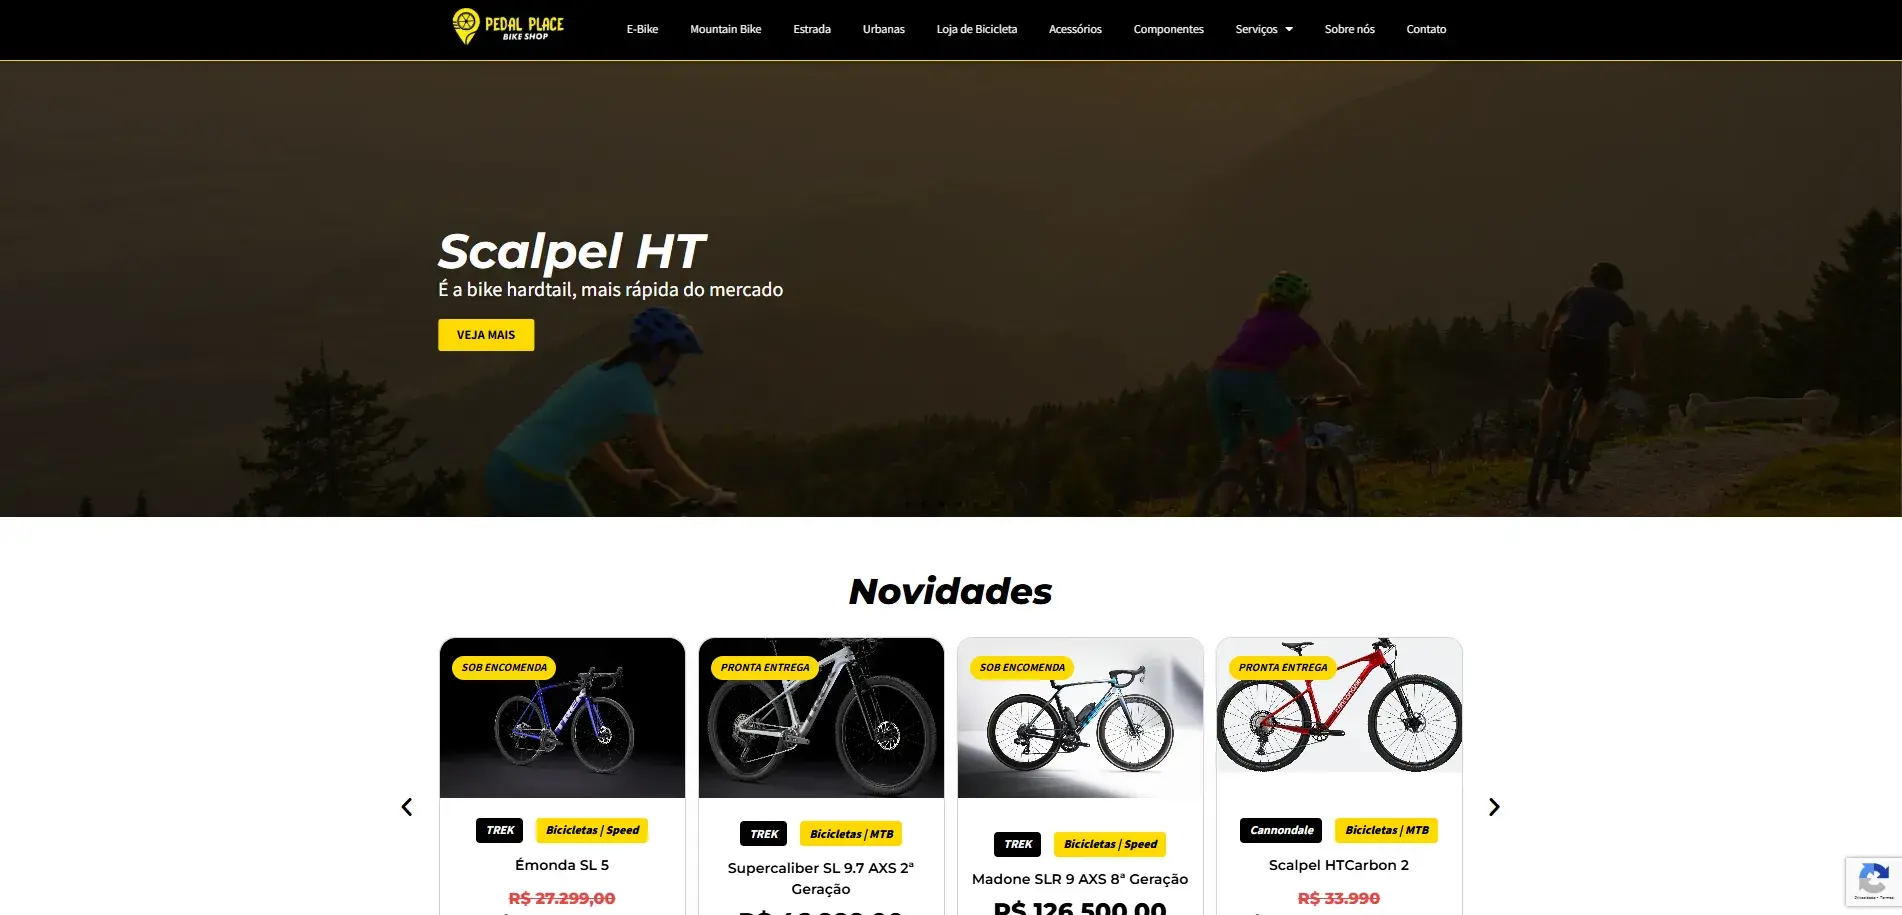 PEDAL PLACE
BIKE SHOP
E-Bike Mountain Bike Estrada Urbanas Loja de Bicicleta Acessórios Componentes Serviços Sobre nós Contato
Scalpel HT
É a bike hardtail, mais rápida do mercado
VEJA MAIS
Novidades
SOB ENCOMENDA
TREK Bicicletas | Speed
Émonda SL 5
R$ 27.299,00
PRONTA ENTREGA
TREK Bicicletas | MTB
Supercaliber SL 9.7 AXS 2ª
Geração
SOB ENCOMENDA
TREK Bicicletas | Speed
Madone SLR 9 AXS 8ª Geração
R$ 126.500,00
PRONTA ENTREGA
Cannondale Bicicletas | MTB
Scalpel HTCarbon 2
R$ 33.990